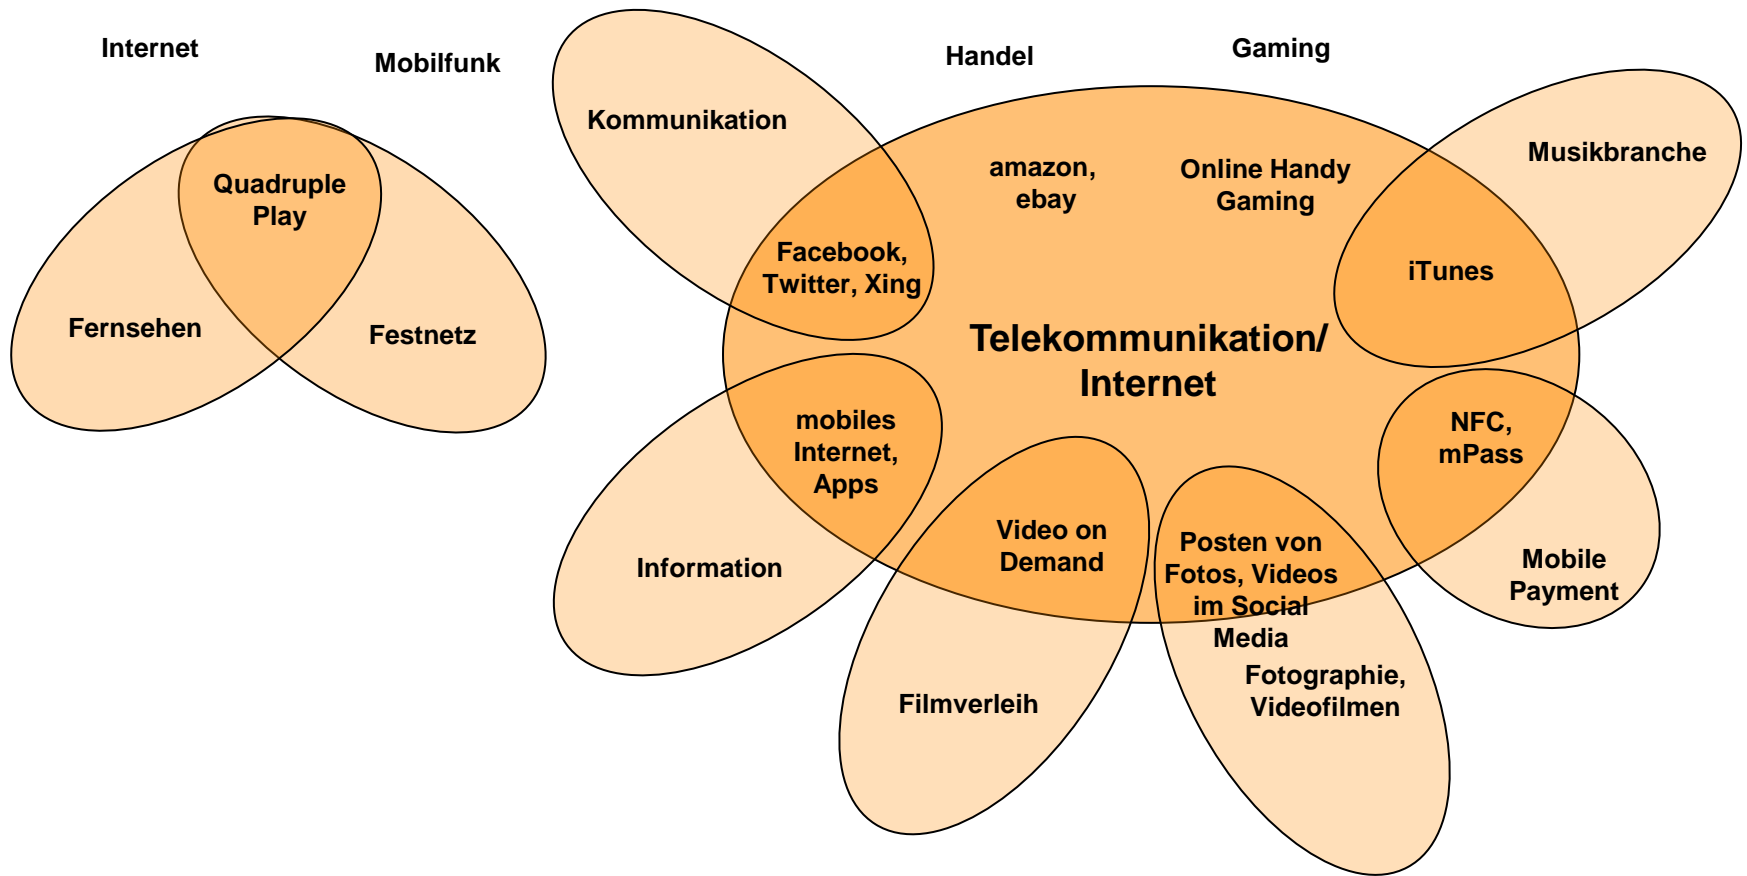 Internet
Mobilfunk
Quadruple
Play
Fernsehen
Festnetz
Handel
Gaming
Kommunikation
amazon,
ebay
Online Handy
Gaming
Musikbranche
Facebook,
Twitter, Xing
iTunes
Telekommunikation/
Internet
mobiles
Internet,
Apps
NFC,
mPass
Information
Video on
Demand
Posten von
Fotos, Videos
im Social
Media
Mobile
Payment
Filmverleih
Fotographie,
Videofilmen